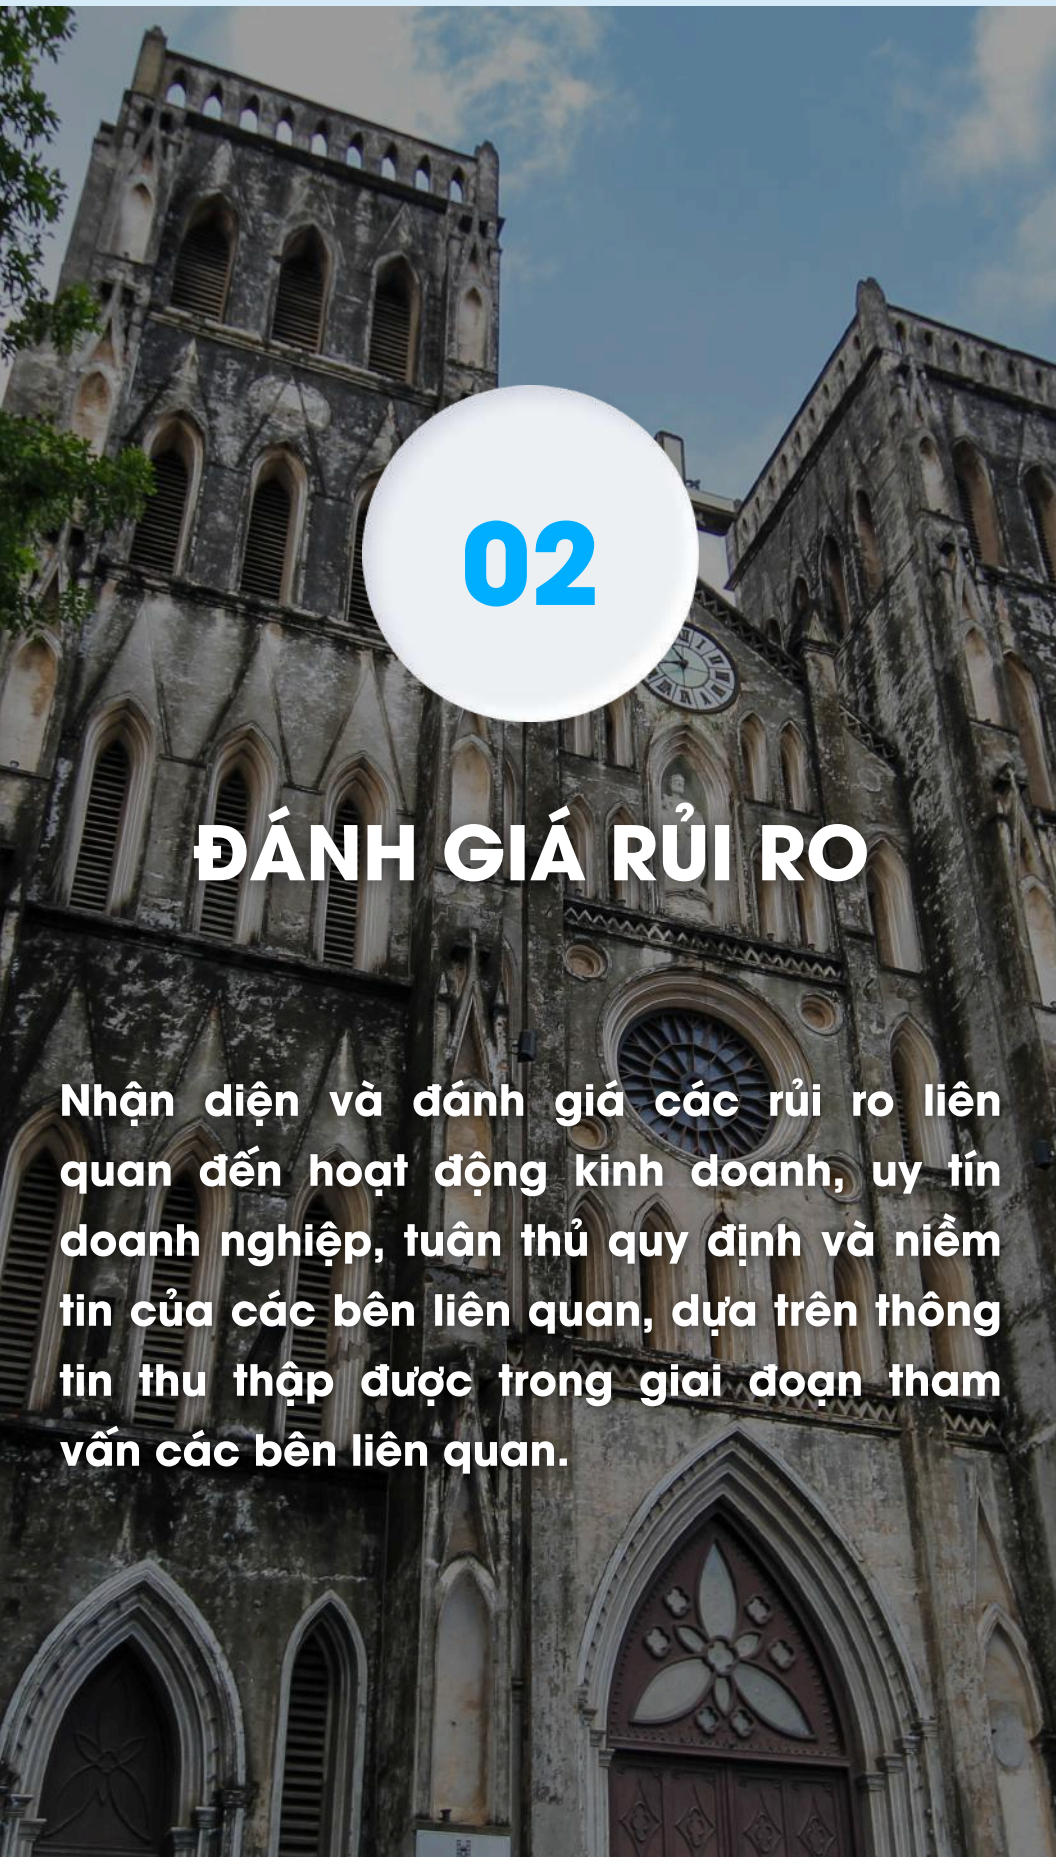 02
ĐÁNH GIÁ RỦI RO
Nhận diện và đánh giá các rủi ro liên
quan đến hoạt động kinh doanh, uy tín
doanh nghiệp, tuân thủ quy định và niềm
tin của các bên liên quan, dựa trên thông
tin thu thập được trong giai đoạn tham
vấn các bên liên quan.